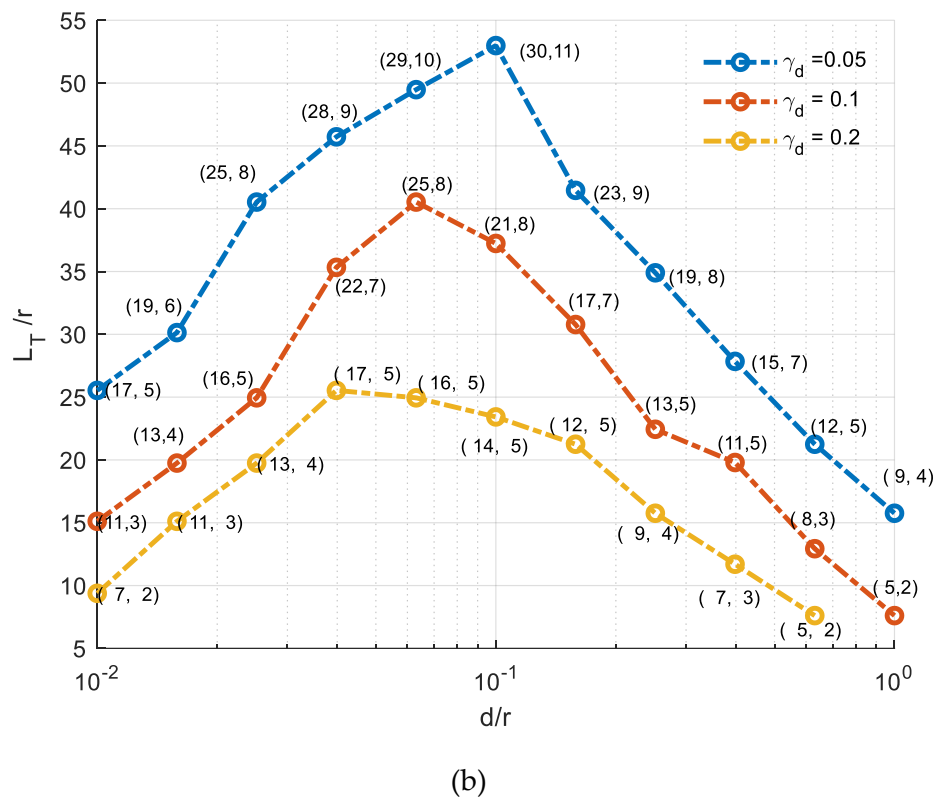 55
50
45
40
35
30
25
20
15
10
5
L_T /r
γ_d =0.05
γ_d = 0.1
γ_d = 0.2
(30,11)
(29,10)
(28, 9)
(25, 8)
(19, 6)
(17, 5)
(23, 9)
(19, 8)
(15, 7)
(12, 5)
( 9, 4)
(25,8)
(21,8)
(22,7)
(17,7)
(16,5)
(13,4)
(11,3)
(13,5)
(11,5)
( 8,3)
( 5,2)
( 17, 5)
( 16, 5)
( 14, 5)
( 12, 5)
( 13, 4)
( 11, 3)
( 7, 2)
( 9, 4)
( 7, 3)
( 5, 2)
10^-2
10^-1
10^0
d/r
(b)